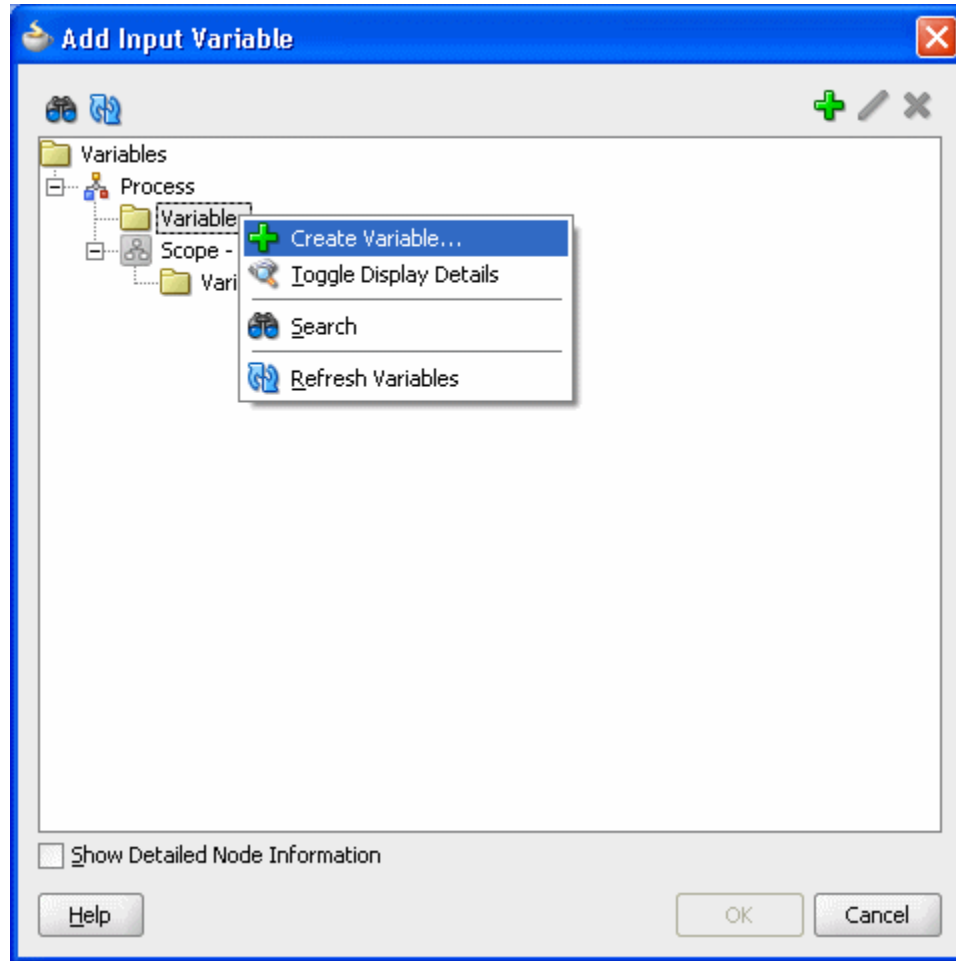 Add Input Variable
Variables
Process
Variable
Create Variable...
Scope -
Toggle Display Details
Vari
Search
Refresh Variables
Show Detailed Node Information
Help
OK
Cancel